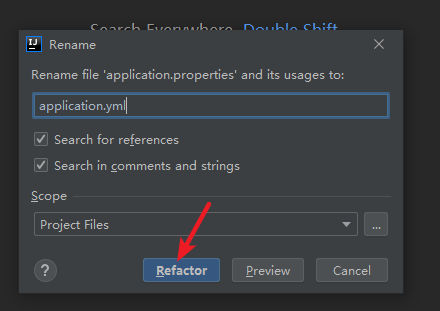 Search Everywhere Double Shift
IJ
Rename
Rename file 'application.properties' and its usages to:
application.yml
Search for references
Search in comments and strings
Scope
Project Files
...
?
Refactor
Preview
Cancel